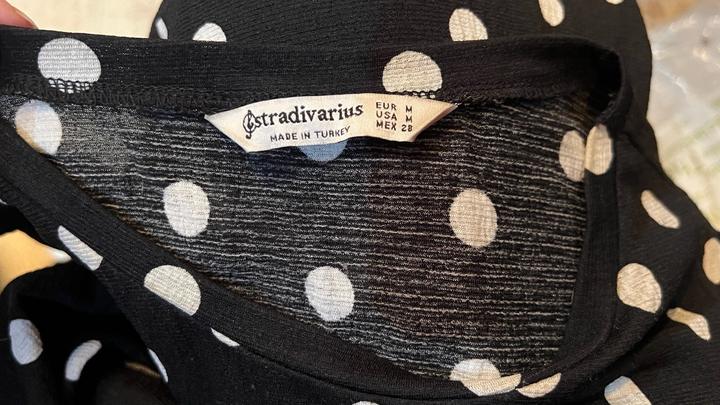 stradivarius
MADE IN TURKEY
EUR M
USA M
MEX 28